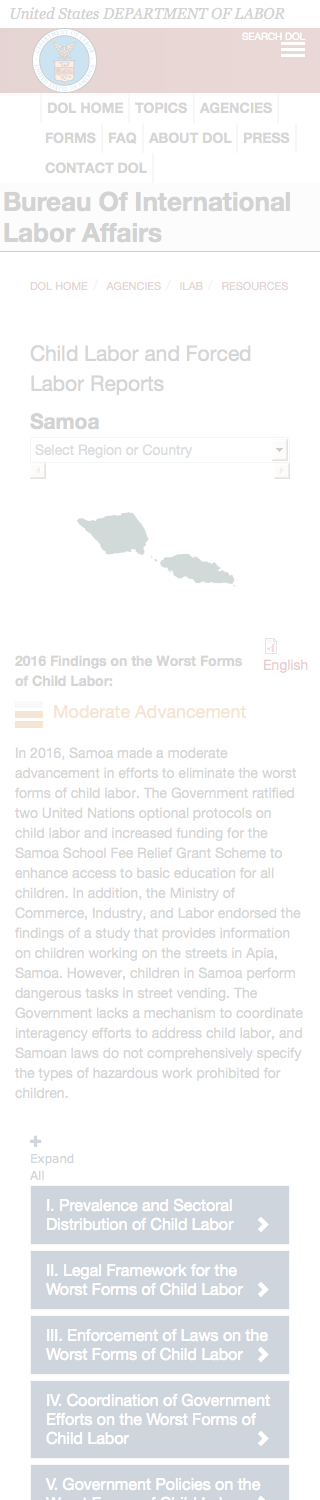 United States DEPARTMENT OF LABOR
SEARCH DOL
DOL HOME TOPICS AGENCIES
FORMS FAQ ABOUT DOL PRESS
CONTACT DOL
Bureau Of International
Labor Affairs
DOL HOME / AGENCIES / ILAB / RESOURCES
Child Labor and Forced
Labor Reports
Samoa
Select Region or Country
2016 Findings on the Worst Forms
of Child Labor:
English
Moderate Advancement
In 2016, Samoa made a moderate
advancement in efforts to eliminate the worst
forms of child labor. The Government ratified
two United Nations optional protocols on
child labor and increased funding for the
Samoa School Fee Relief Grant Scheme to
enhance access to basic education for all
children. In addition, the Ministry of
Commerce, Industry, and Labor endorsed the
findings of a study that provides information
on children working on the streets in Apia,
Samoa. However, children in Samoa perform
dangerous tasks in street vending. The
Government lacks a mechanism to coordinate
interagency efforts to address child labor, and
Samoan laws do not comprehensively specify
the types of hazardous work prohibited for
children.
Expand
All
I. Prevalence and Sectoral
Distribution of Child Labor
II. Legal Framework for the
Worst Forms of Child Labor
III. Enforcement of Laws on the
Worst Forms of Child Labor
IV. Coordination of Government
Efforts on the Worst Forms of
Child Labor
V. Government Policies on the